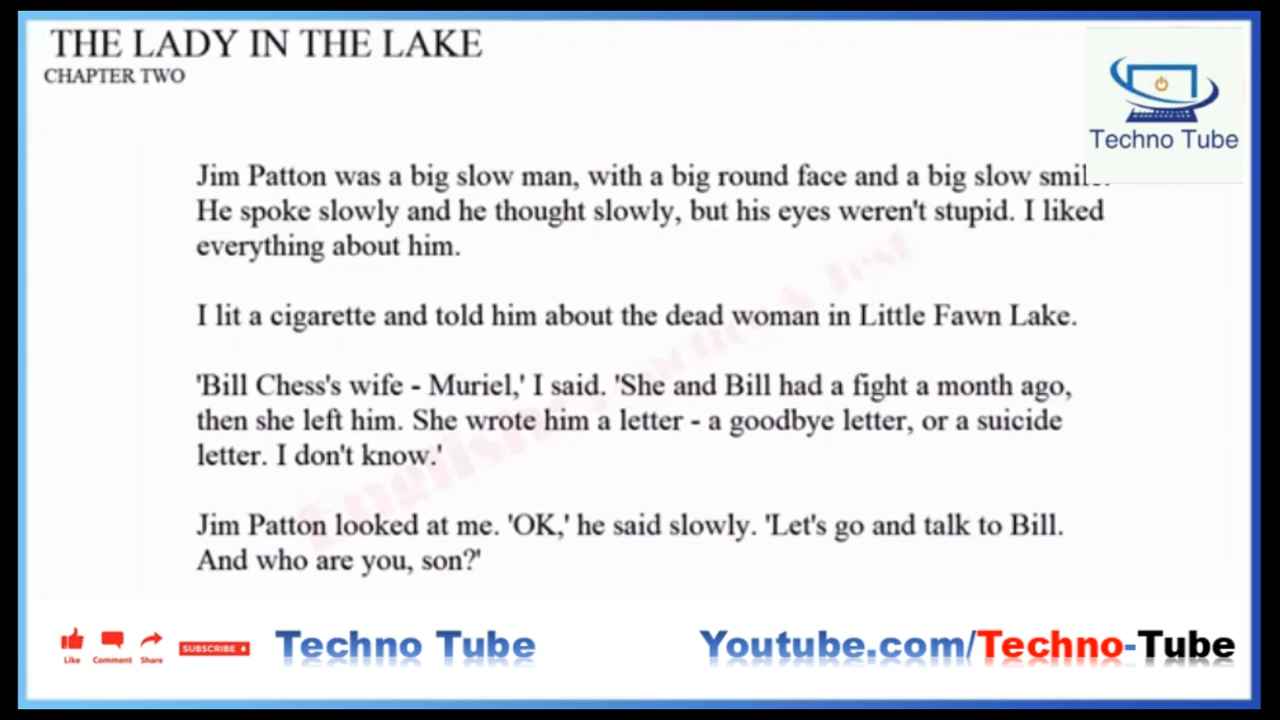 THE LADY IN THE LAKE
CHAPTER TWO
Techno Tube
Jim Patton was a big slow man, with a big round face and a big slow smile.
He spoke slowly and he thought slowly, but his eyes weren't stupid. I liked
everything about him.
I lit a cigarette and told him about the dead woman in Little Fawn Lake.
'Bill Chess's wife - Muriel,' I said. 'She and Bill had a fight a month ago,
then she left him. She wrote him a letter - a goodbye letter, or a suicide
letter. I don't know.'
Jim Patton looked at me. 'OK,' he said slowly. 'Let's go and talk to Bill.
And who are you, son?'
Like Comment Share SUBSCRIBE Techno Tube Youtube.com/Techno-Tube